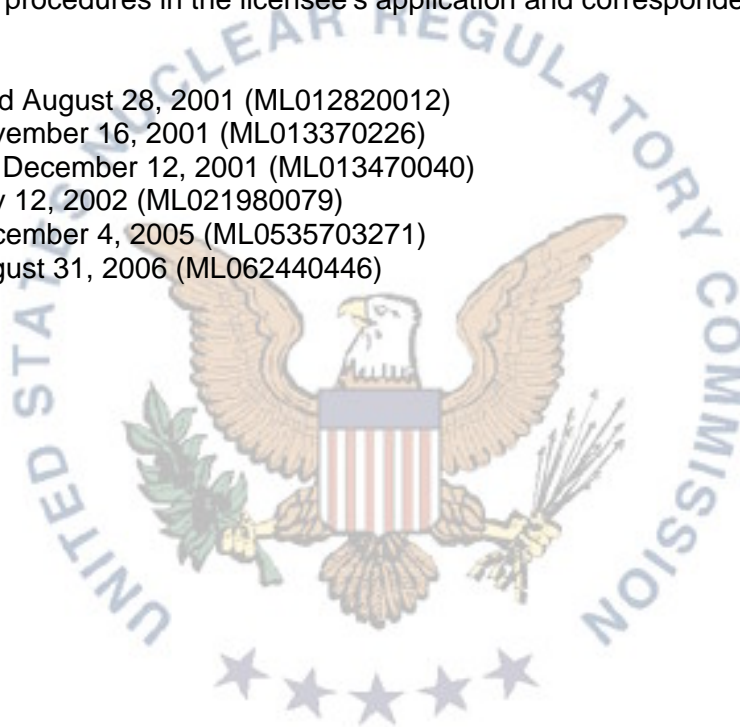 procedures in the licensee's application and corresponde
d August 28, 2001 (ML012820012)
vember 16, 2001 (ML013370226)
December 12, 2001 (ML013470040)
y 12, 2002 (ML021980079)
cember 4, 2005 (ML0535703271)
gust 31, 2006 (ML062440446)
UNITED STATES NUCLEAR REGULATORY COMMISSION